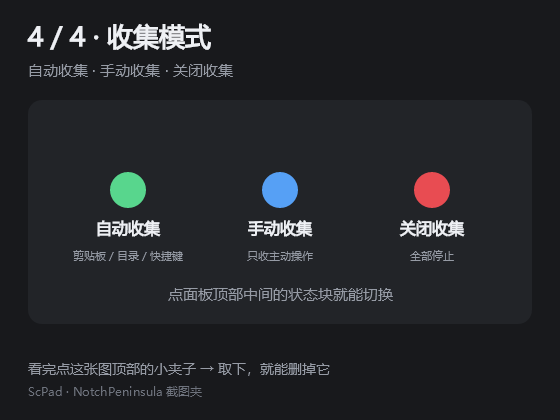 4 / 4 · 收集模式
自动收集 · 手动收集 · 关闭收集
自动收集
剪贴板 / 目录 / 快捷键
手动收集
只收主动操作
关闭收集
全部停止
点面板顶部中间的状态块就能切换
看完点这张图顶部的小夹子 → 取下，就能删掉它
ScPad · NotchPeninsula 截图夹